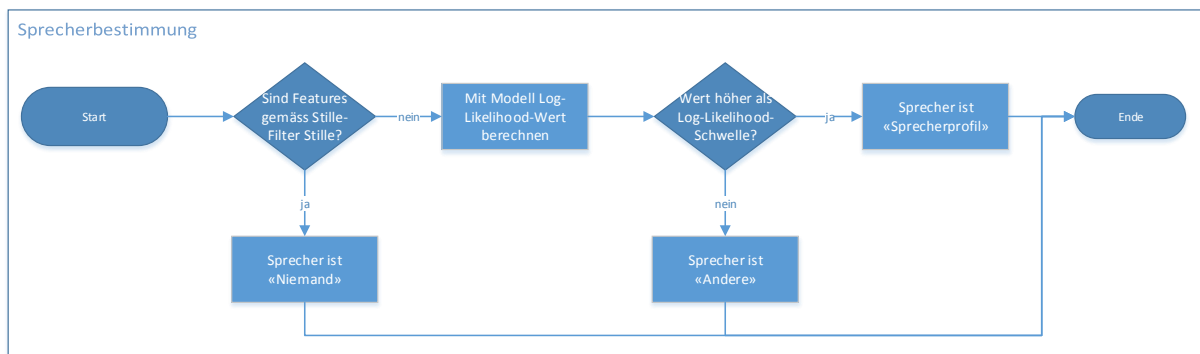 Sprecherbestimmung
Start
Sind Features
gemäss Stille-
Filter Stille?
nein
Mit Modell Log-
Likelihood-Wert
berechnen
Wert höher als
Log-Likelihood-
Schwelle?
ja
Sprecher ist
«Sprecherprofil»
Ende
ja
nein
Sprecher ist
«Niemand»
Sprecher ist
«Andere»